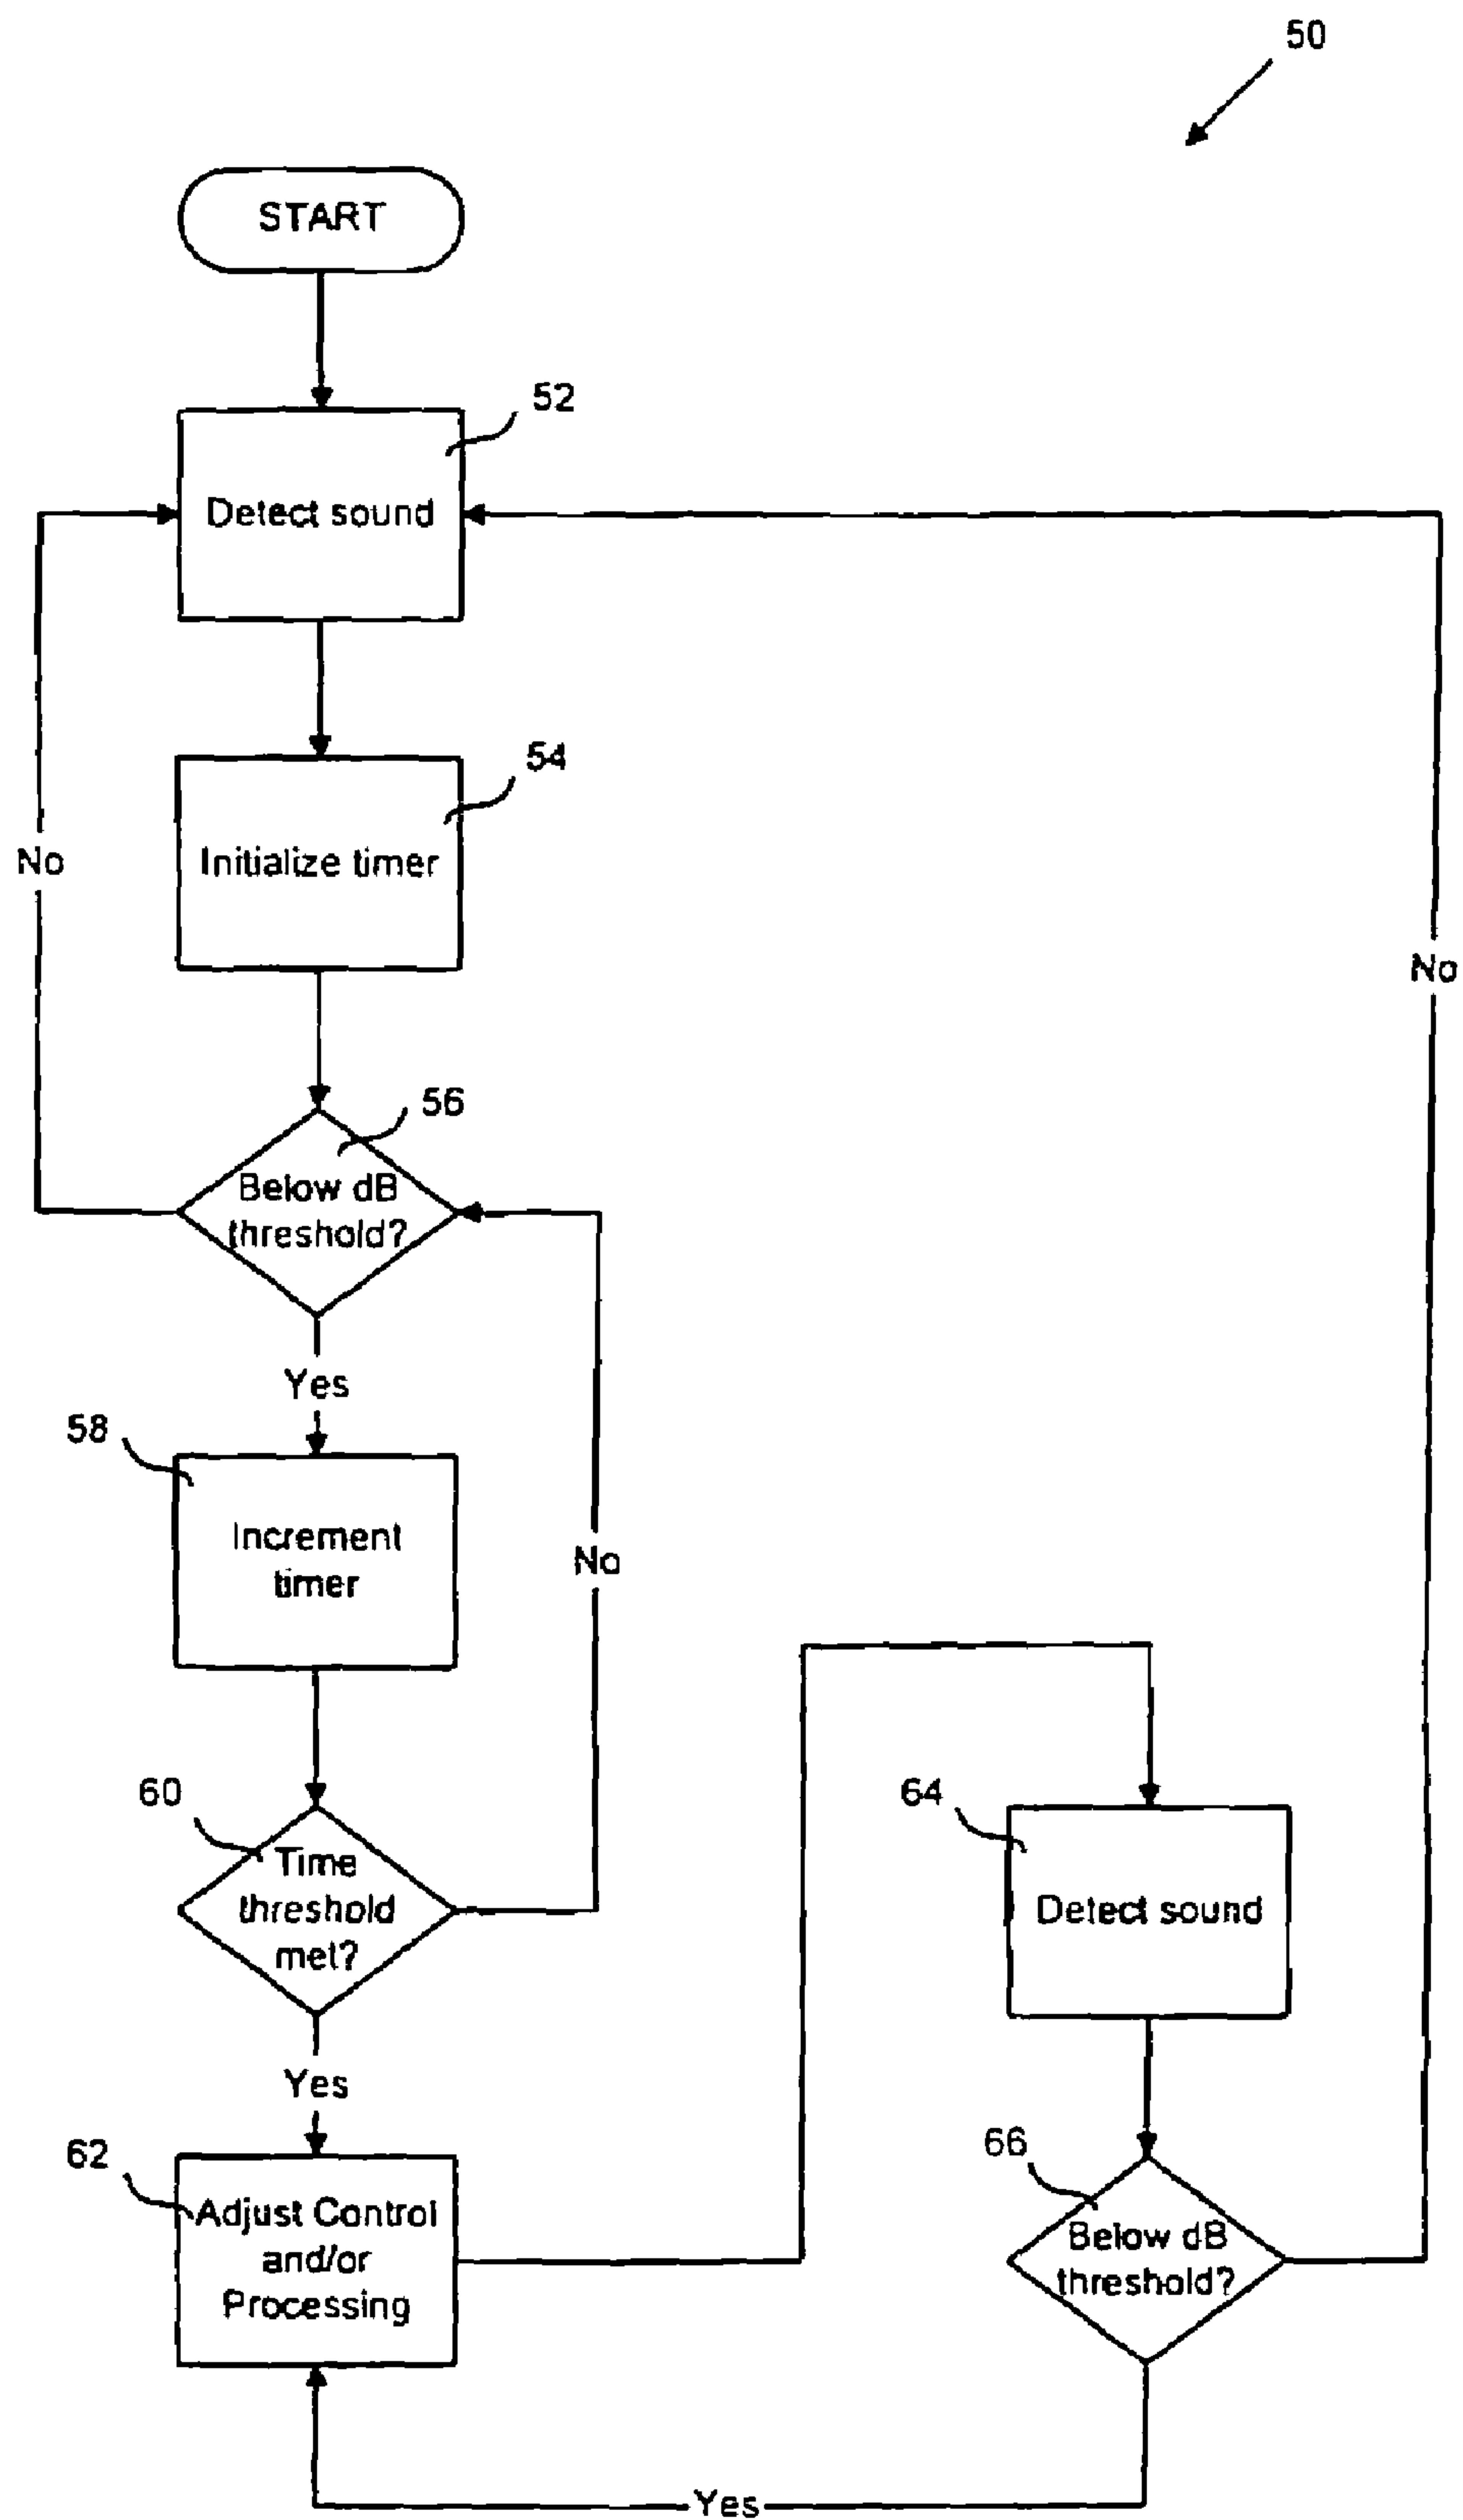 50
START
52
Detect sound
54
Initialize timer
No
No
56
Below dB
threshold?
Yes
58
Increment
timer
No
60
Time
threshold
met?
64
Detect sound
Yes
62
Adjust Control
and/or
Processing
66
Below dB
threshold?
Yes